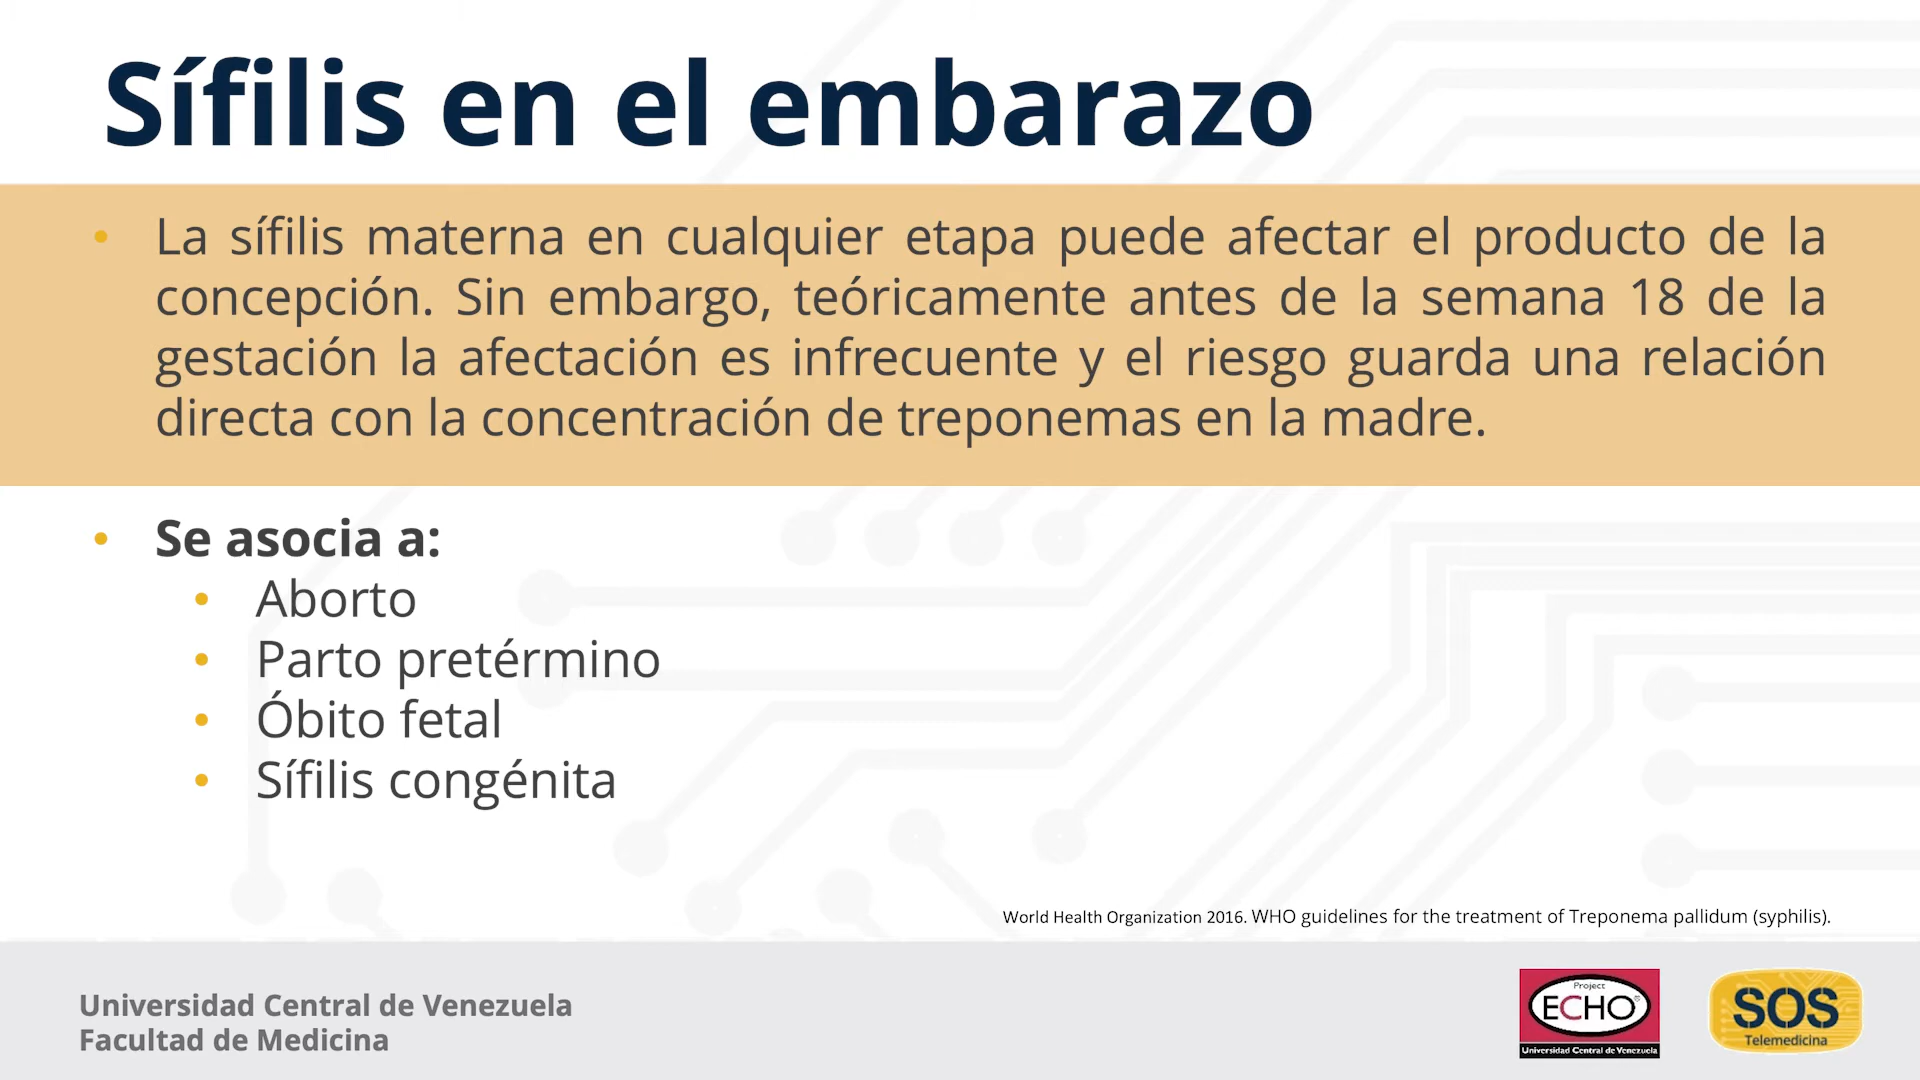 Sífilis en el embarazo
• La sífilis materna en cualquier etapa puede afectar el producto de la
concepción. Sin embargo, teóricamente antes de la semana 18 de la
gestación la afectación es infrecuente y el riesgo guarda una relación
directa con la concentración de treponemas en la madre.
• Se asocia a:
• Aborto
• Parto pretérmino
• Óbito fetal
• Sífilis congénita
World Health Organization 2016. WHO guidelines for the treatment of Treponema pallidum (syphilis).
Universidad Central de Venezuela
Facultad de Medicina
Project
ECHO®
Universidad Central de Venezuela
SOS
Telemedicina